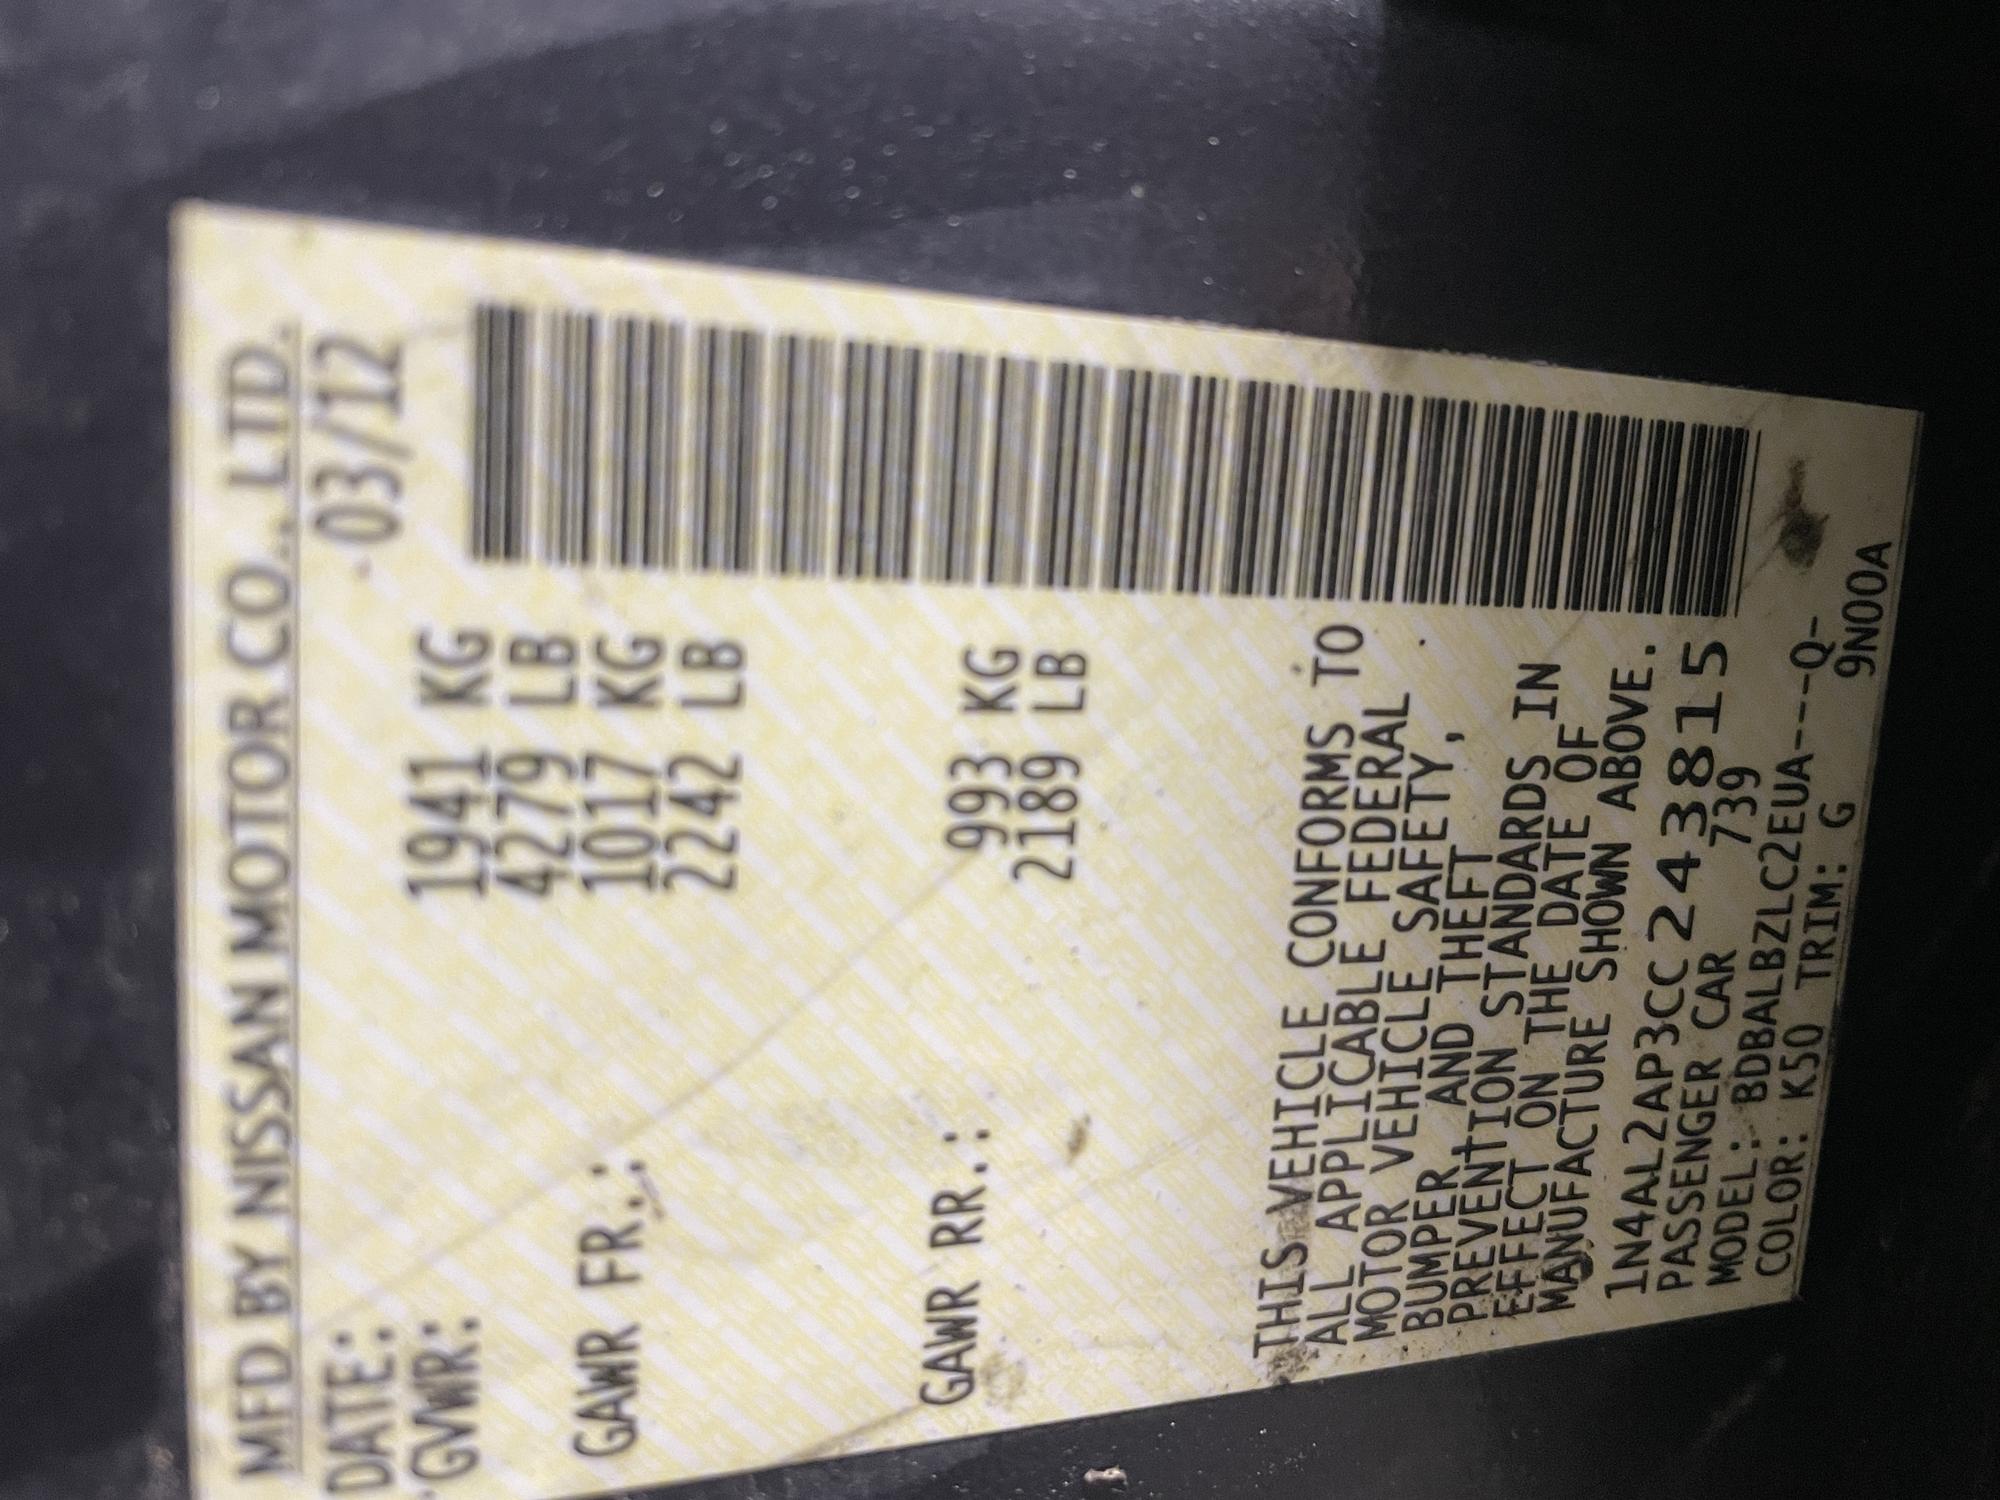 MFD BY NISSAN MOTOR CO., LTD.
DATE: 03/12
GVWR: 1941 KG
4279 LB
GAWR FR.: 1017 KG
2242 LB
GAWR RR.: 993 KG
2189 LB
THIS VEHICLE CONFORMS TO
ALL APPLICABLE FEDERAL
MOTOR VEHICLE SAFETY,
BUMPER, AND THEFT
PREVENTION STANDARDS IN
EFFECT ON THE DATE OF
MANUFACTURE SHOWN ABOVE.
1N4AL2AP3CC243815
PASSENGER CAR 739
MODEL: BDBALBZLC2EUA----Q-
COLOR: K50 TRIM: G 9N00A